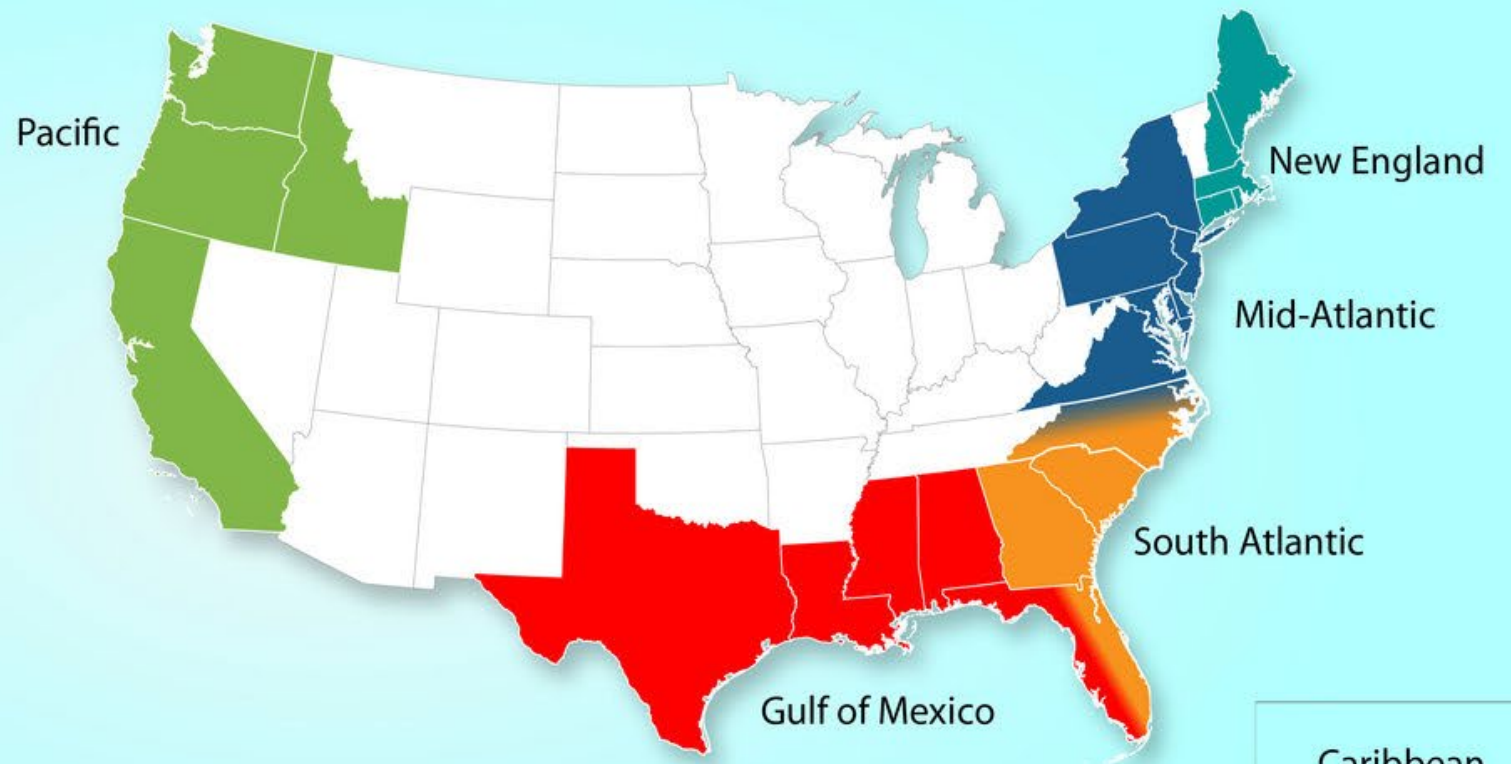 Pacific
New England
Mid-Atlantic
South Atlantic
Gulf of Mexico
Caribbean